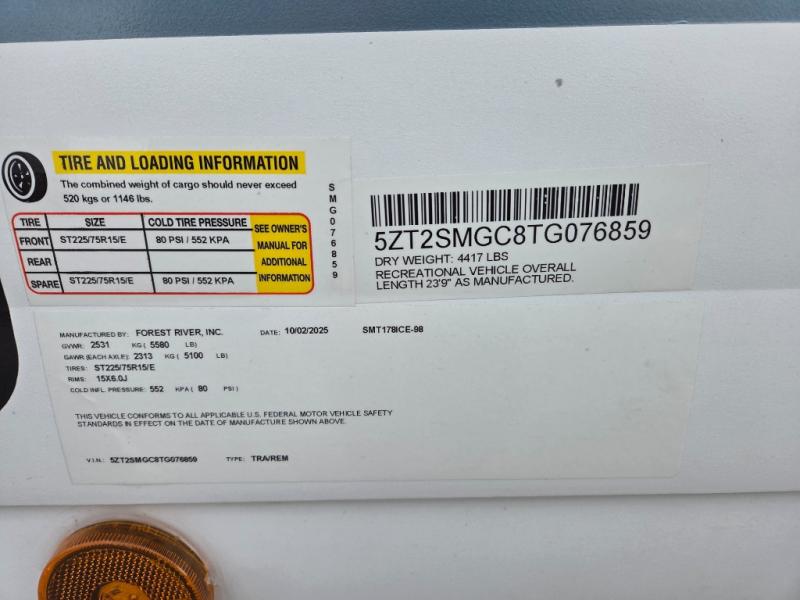 TIRE AND LOADING INFORMATION
The combined weight of cargo should never exceed
520 kgs or 1146 lbs.
TIRE SIZE COLD TIRE PRESSURE SEE OWNER'S MANUAL FOR ADDITIONAL INFORMATION
FRONT ST225/75R15/E 80 PSI / 552 KPA
REAR
SPARE ST225/75R15/E 80 PSI / 552 KPA
SMG076859
5ZT2SMGC8TG076859
DRY WEIGHT: 4417 LBS
RECREATIONAL VEHICLE OVERALL
LENGTH 23'9" AS MANUFACTURED.
MANUFACTURED BY: FOREST RIVER, INC. DATE: 10/02/2025 SMT178ICE-98
GVWR: 2531 KG ( 5580 LB)
GAWR (EACH AXLE): 2313 KG ( 5100 LB)
TIRES: ST225/75R15/E
RIMS: 15X6.0J
COLD INFL. PRESSURE: 552 KPA ( 80 PSI)
THIS VEHICLE CONFORMS TO ALL APPLICABLE U.S. FEDERAL MOTOR VEHICLE SAFETY
STANDARDS IN EFFECT ON THE DATE OF MANUFACTURE SHOWN ABOVE.
V.I.N.: 5ZT2SMGC8TG076859 TYPE: TRA/REM